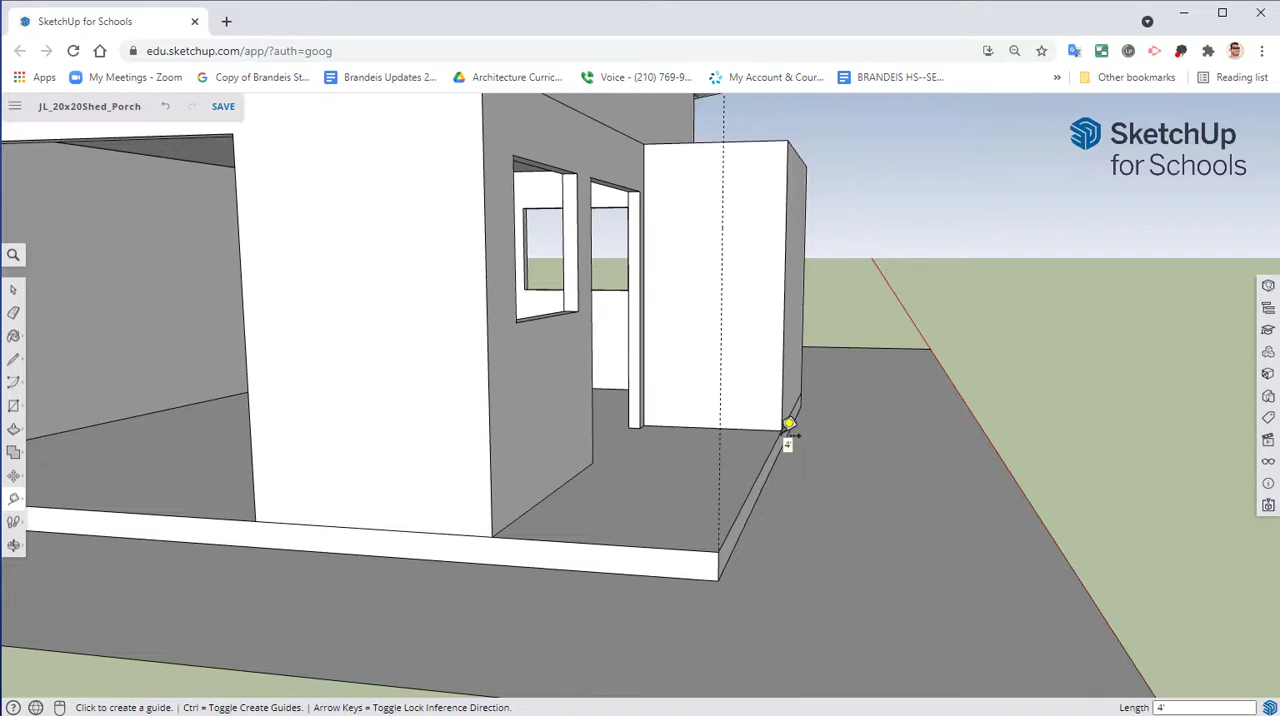 SketchUp for Schools
edu.sketchup.com/app/?auth=goog
Apps
My Meetings - Zoom
Copy of Brandeis St...
Brandeis Updates 2...
Architecture Curric...
Voice - (210) 769-9...
My Account & Cour...
BRANDEIS HS--SE...
»
Other bookmarks
Reading list
JL_20x20Shed_Porch
SAVE
SketchUp
for Schools
4'
Click to create a guide. | Ctrl = Toggle Create Guides. | Arrow Keys = Toggle Lock Inference Direction.
Length 4'